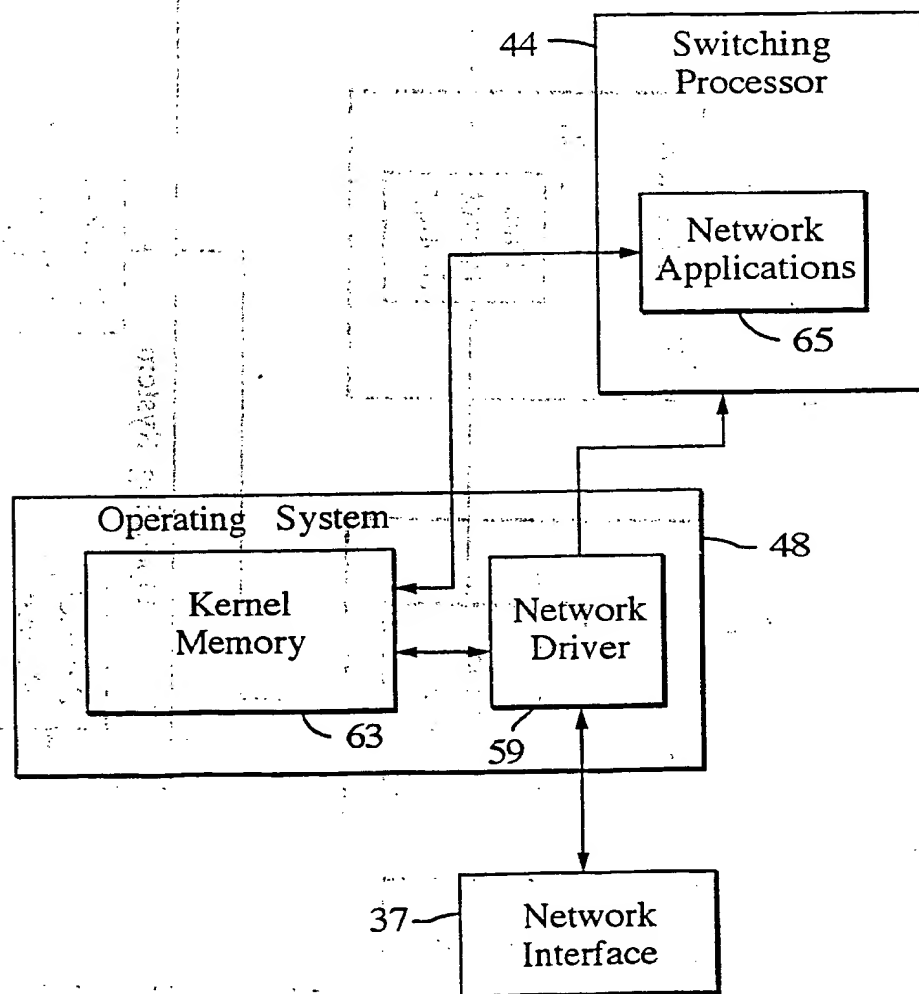 44
Switching
Processor
Network
Applications
65
Operating System
48
Kernel
Memory
63
Network
Driver
59
37
Network
Interface